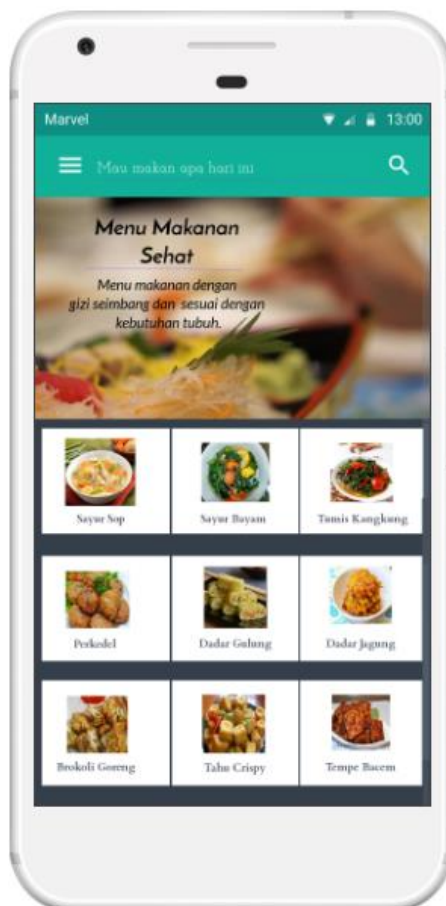 Marvel 13:00
Mau makan apa hari ini
Menu Makanan
Sehat
Menu makanan dengan
gizi seimbang dan sesuai dengan
kebutuhan tubuh.
Sayur Sop Sayur Bayam Tumis Kangkung
Perkedel Dadar Gulung Dadar Jagung
Brokoli Goreng Tahu Crispy Tempe Bacem